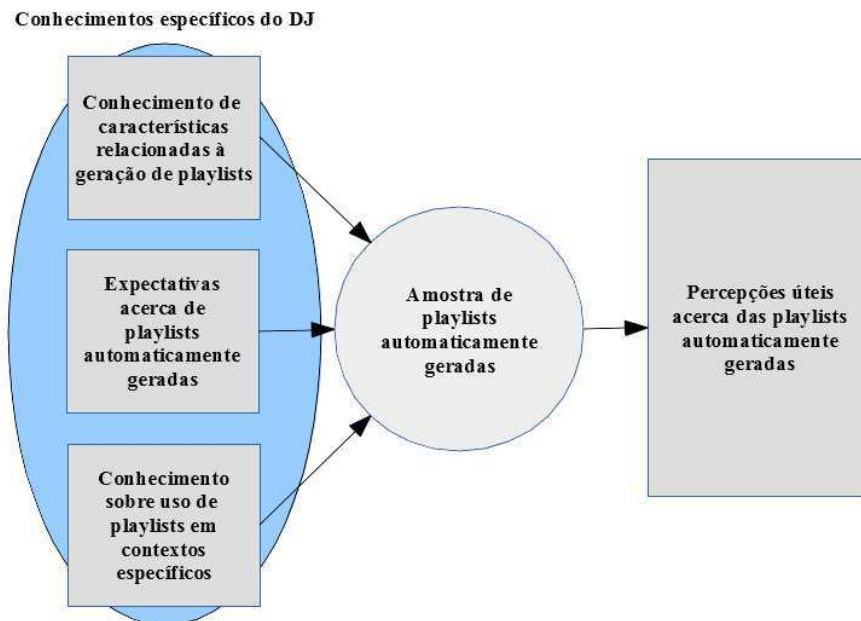 Conhecimentos específicos do DJ
Conhecimento de
características
relacionadas à
geração de playlists
Expectativas
acerca de
playlists
automaticamente
geradas
Conhecimento
sobre uso de
playlists em
contextos
específicos
Amostra de
playlists
automaticamente
geradas
Percepções úteis
acerca das playlists
automaticamente
geradas